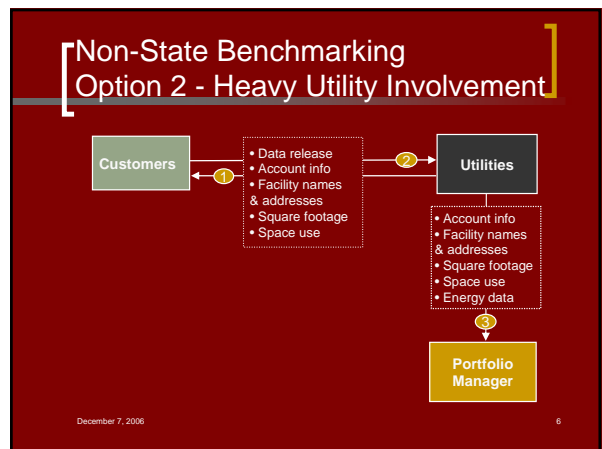 Non-State Benchmarking
Option 2 - Heavy Utility Involvement
Customers
1
• Data release
• Account info
• Facility names
& addresses
• Square footage
• Space use
2
Utilities
• Account info
• Facility names
& addresses
• Square footage
• Space use
• Energy data
3
Portfolio
Manager
December 7, 2006
6